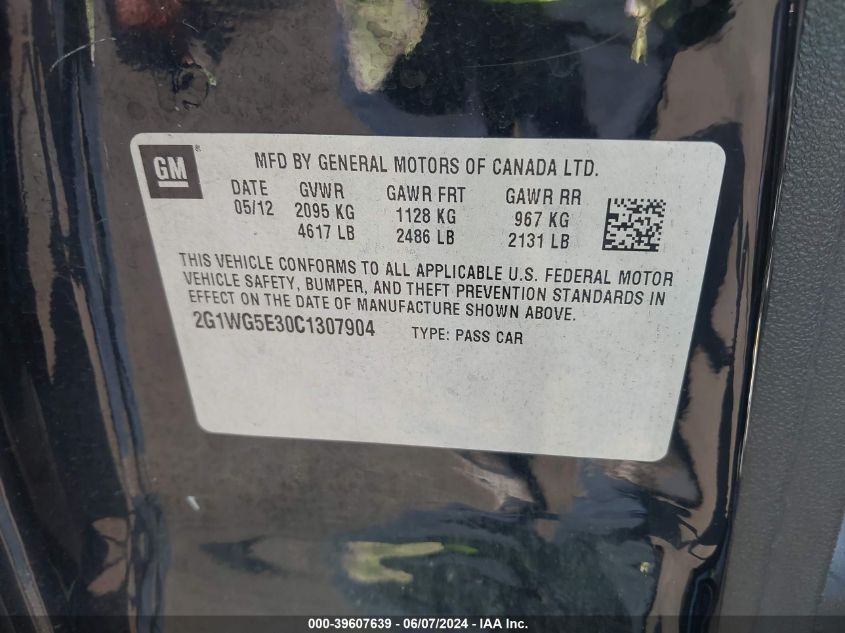 GM ®
MFD BY GENERAL MOTORS OF CANADA LTD.
DATE GVWR GAWR FRT GAWR RR
05/12 2095 KG 1128 KG 967 KG
4617 LB 2486 LB 2131 LB
THIS VEHICLE CONFORMS TO ALL APPLICABLE U.S. FEDERAL MOTOR
VEHICLE SAFETY, BUMPER, AND THEFT PREVENTION STANDARDS IN
EFFECT ON THE DATE OF MANUFACTURE SHOWN ABOVE.
2G1WG5E30C1307904 TYPE: PASS CAR
000-39607639 - 06/07/2024 - IAA Inc.